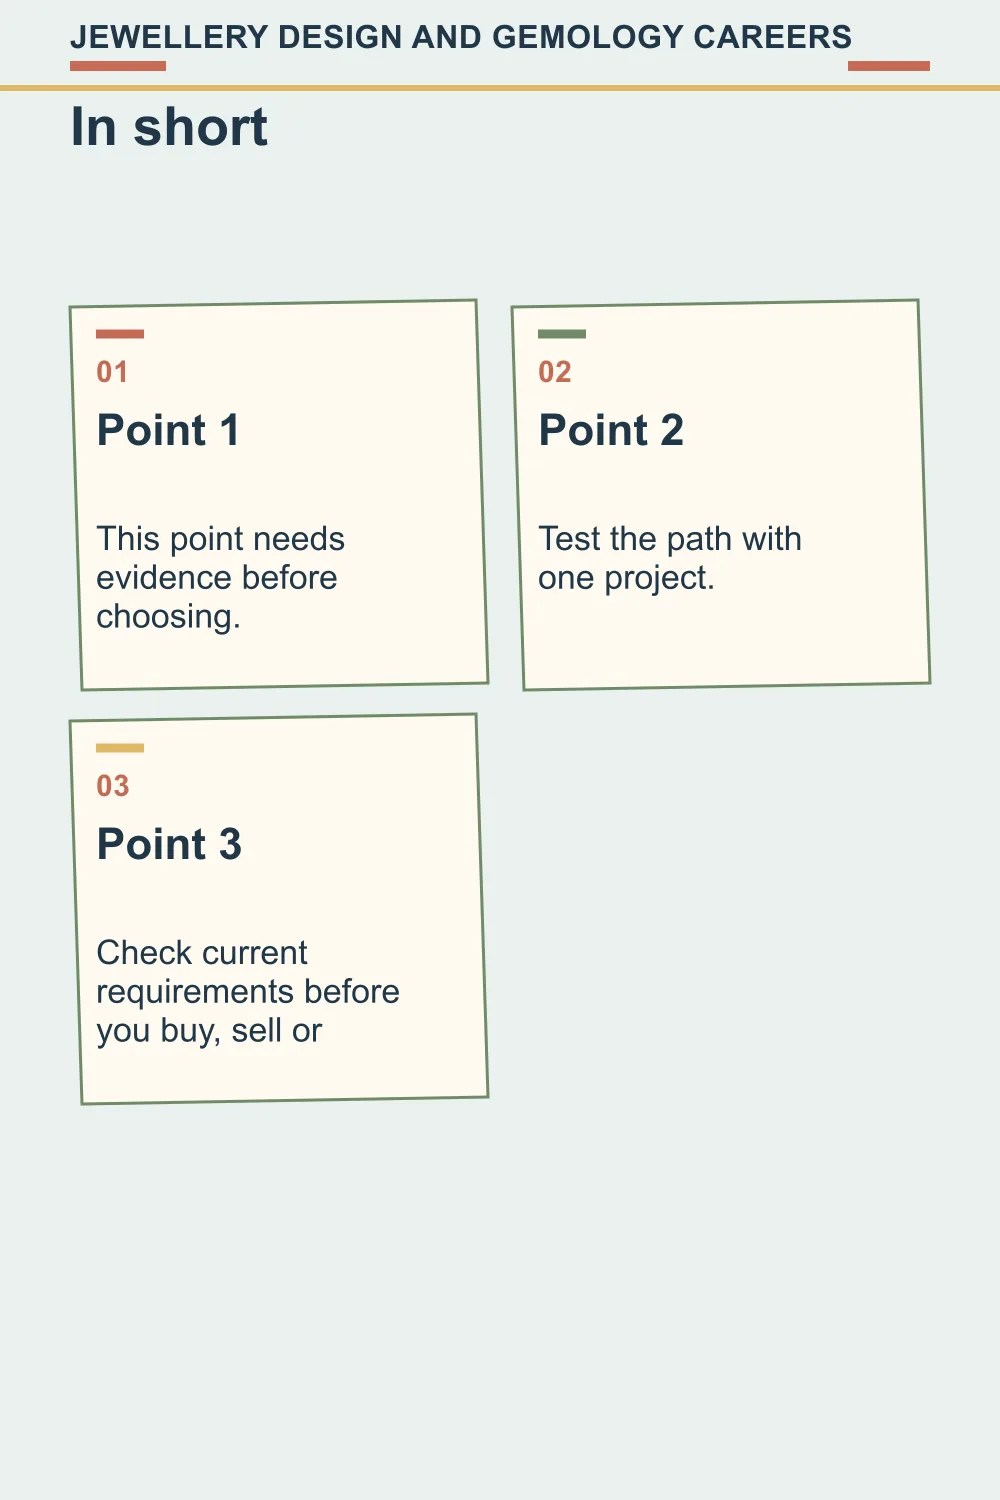 JEWELLERY DESIGN AND GEMOLOGY CAREERS
In short
01
Point 1
This point needs
evidence before
choosing.
02
Point 2
Test the path with
one project.
03
Point 3
Check current
requirements before
you buy, sell or